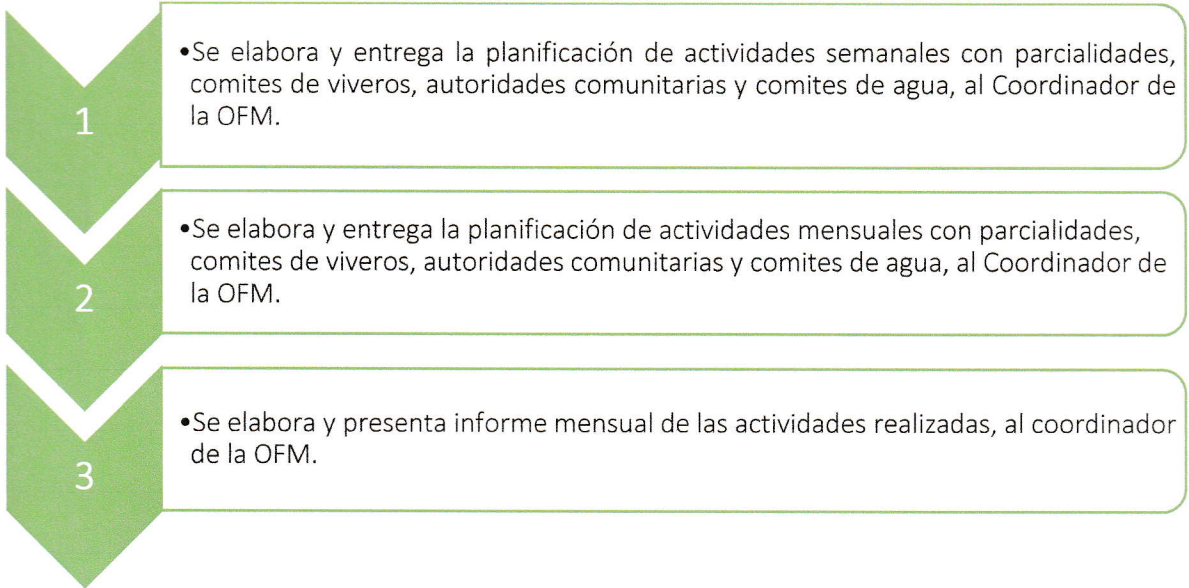 1
•Se elabora y entrega la planificación de actividades semanales con parcialidades,
comites de viveros, autoridades comunitarias y comites de agua, al Coordinador de
la OFM.
2
•Se elabora y entrega la planificación de actividades mensuales con parcialidades,
comites de viveros, autoridades comunitarias y comites de agua, al Coordinador de
la OFM.
3
•Se elabora y presenta informe mensual de las actividades realizadas, al coordinador
de la OFM.